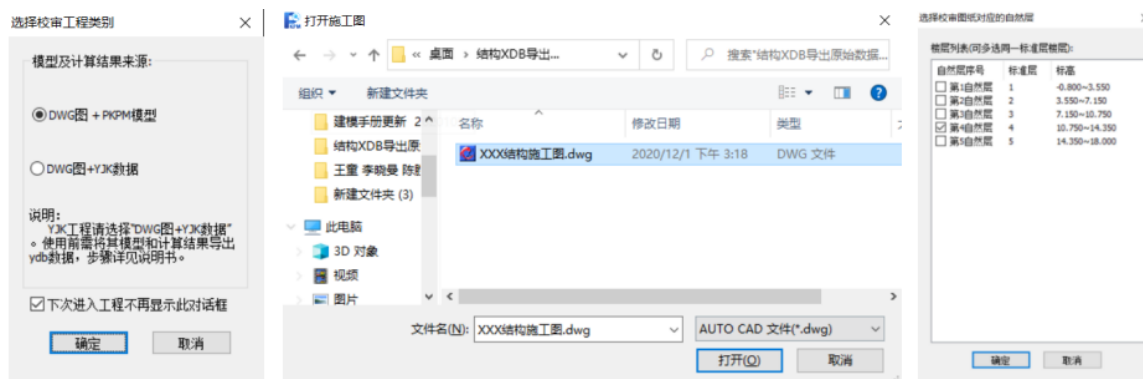 选择校审工程类别
模型及计算结果来源:
DWG图 + PKPM模型
DWG图+YJK数据
说明:
YJK工程请选择"DWG图+YJK数据"
。使用前需将其模型和计算结果导出
ydb数据，步骤详见说明书。
下次进入工程不再显示此对话框
确定 取消
打开施工图
« 桌面 › 结构XDB导出...
搜索"结构XDB导出原始数据...
组织 新建文件夹
建模手册更新 2
结构XDB导出原
新建文件夹 (3)
此电脑
3D 对象
视频
图片
名称 修改日期 类型
XXX结构施工图.dwg 2020/12/1 下午 3:18 DWG 文件
文件名(N): XXX结构施工图.dwg AUTO CAD 文件(*.dwg)
打开(O) 取消
选择校审图纸对应的自然层
楼层列表(可多选同一标准层楼层):
自然层序号 标准层 标高
第1自然层 1 -0.800~3.550
第2自然层 2 3.550~7.150
第3自然层 3 7.150~10.750
第4自然层 4 10.750~14.350
第5自然层 5 14.350~18.000
确定 取消